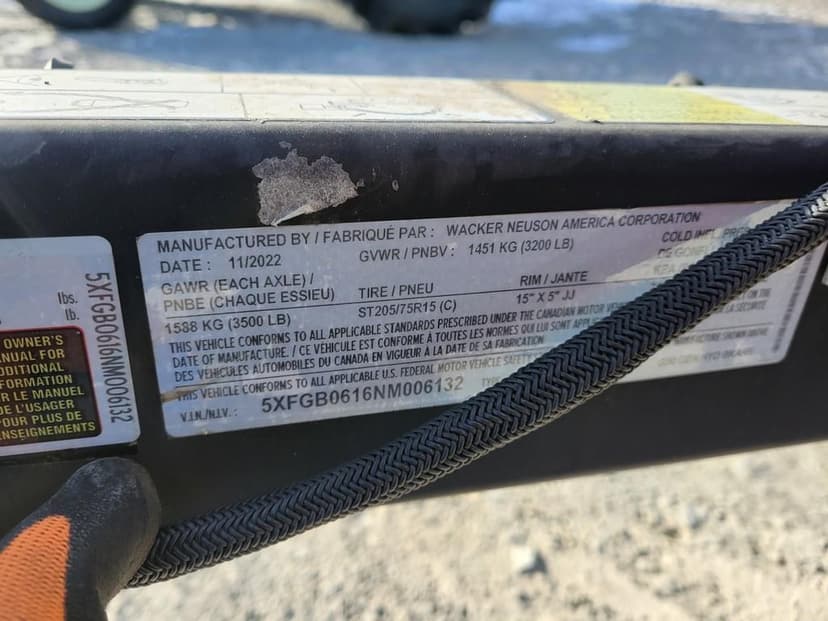 MANUFACTURED BY / FABRIQUÉ PAR : WACKER NEUSON AMERICA CORPORATION
DATE : 11/2022 GVWR / PNBV : 1451 KG (3200 LB) COLD INFL.
GAWR (EACH AXLE) /
PNBE (CHAQUE ESSIEU) TIRE / PNEU RIM / JANTE
1588 KG (3500 LB) ST205/75R15 (C) 15" X 5" JJ
THIS VEHICLE CONFORMS TO ALL APPLICABLE STANDARDS PRESCRIBED UNDER THE CANADIAN MOTOR
DATE OF MANUFACTURE. / CE VÉHICULE EST CONFORME À TOUTES LES NORMES QUI LUI SONT
DES VÉHICULES AUTOMOBILES DU CANADA EN VIGUEUR À LA DATE DE SA FABRICATION.
THIS VEHICLE CONFORMS TO ALL APPLICABLE U.S. FEDERAL MOTOR VEHICLE SAFETY
V.I.N./N.I.V. : 5XFGB0616NM006132
lbs.
lb.
5XFGB0616NM006132
OWNER'S
MANUAL FOR
ADDITIONAL
INFORMATION
LE MANUEL
DE L'USAGER
POUR PLUS DE
RENSEIGNEMENTS